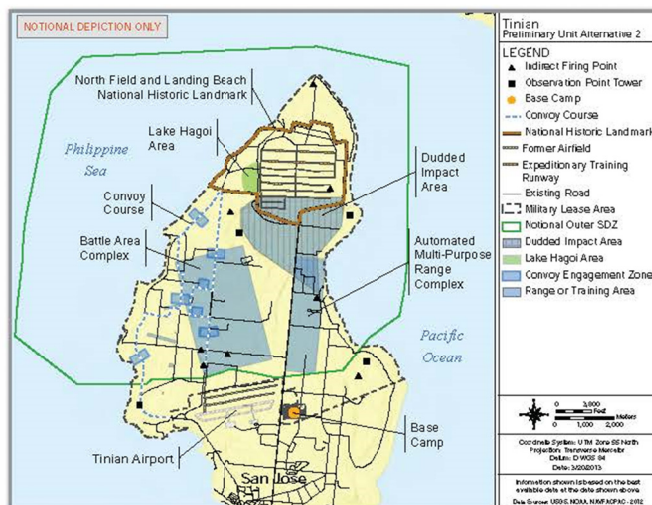 NOTIONAL DEPICTION ONLY
North Field and Landing Beach
National Historic Landmark
Lake Hagoi
Area
Philippine
Sea
Convoy
Course
Battle Area
Complex
Dudded
Impact
Area
Automated
Multi-Purpose
Range
Complex
Pacific
Ocean
Tinian Airport
Base
Camp
San Jose
Tinian
Preliminary Unit Alternative 2
LEGEND
Indirect Firing Point
Observation Point Tower
Base Camp
Convoy Course
National Historic Landmark
Former Airfield
Expeditionary Training
Runway
Existing Road
Military Lease Area
Notional Outer SDZ
Dudded Impact Area
Lake Hagoi Area
Convoy Engagement Zone
Range or Training Area
Feet
Meters
0 1,000 2,000
Coordinate System: UTM Zone 55 North
Projection: Transverse Mercator
Datum: D WGS 84
Date: 3/20/2013
Information shown is based on the best
available data at the date shown above
Data Source: USGS, NOAA, NAVFACPAC - 2012